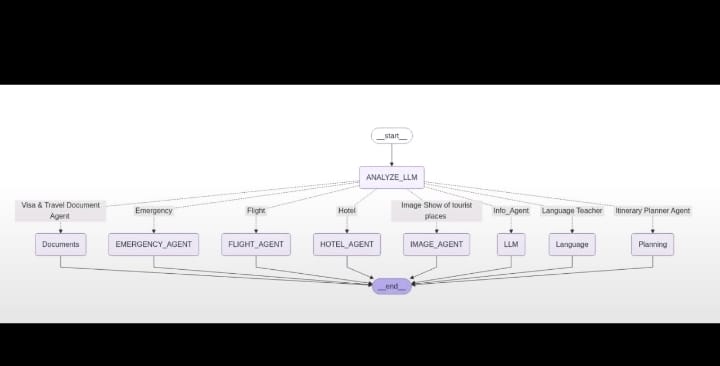 __start__
ANALYZE_LLM
Visa & Travel Document
Agent
Emergency
Flight
Hotel
Image Show of tourist
places
Info_Agent
Language Teacher
Itinerary Planner Agent
Documents
EMERGENCY_AGENT
FLIGHT_AGENT
HOTEL_AGENT
IMAGE_AGENT
LLM
Language
Planning
__end__